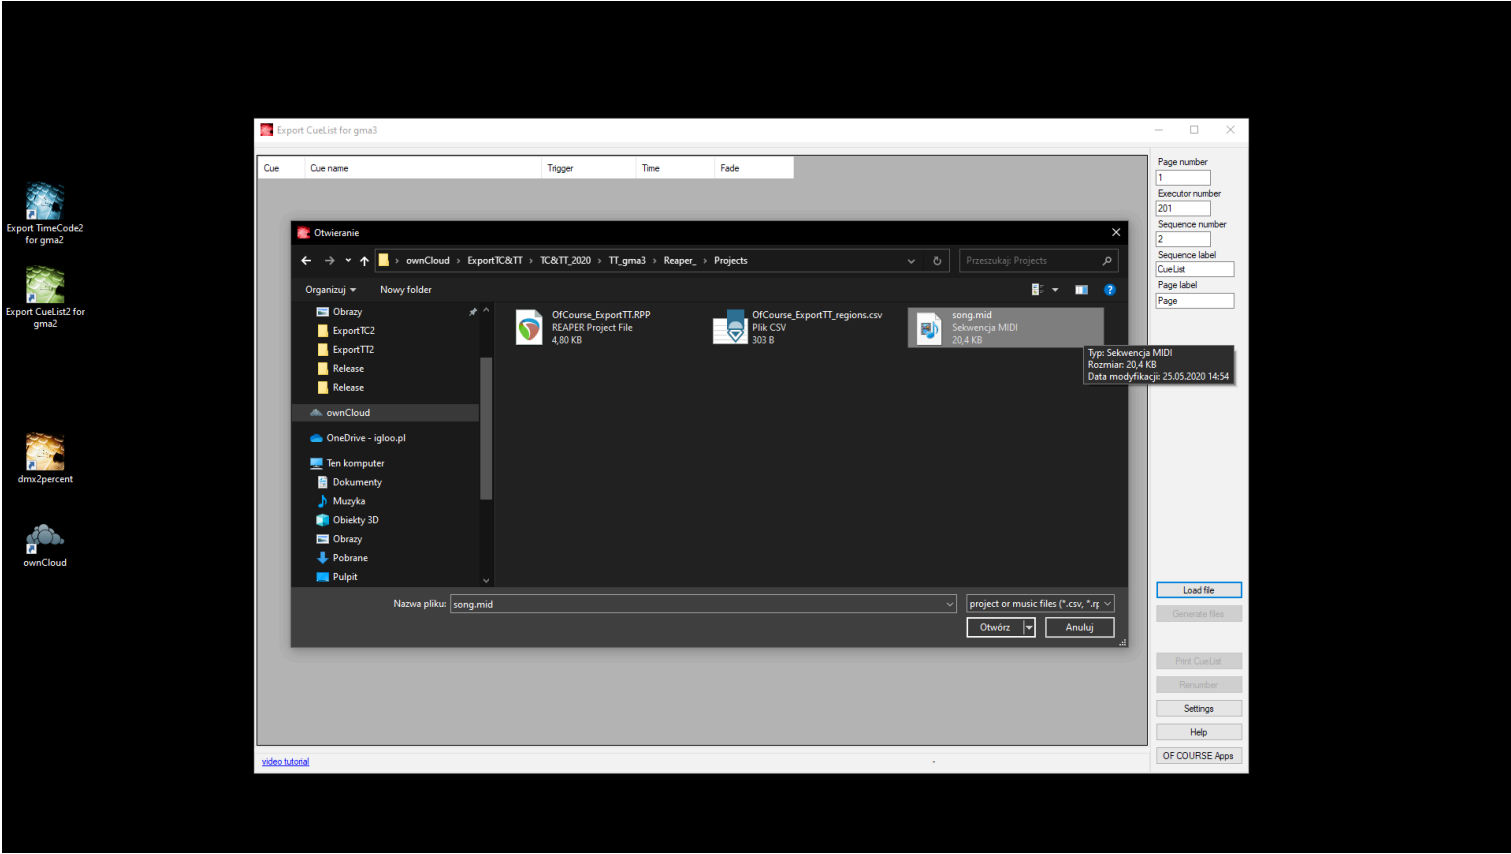 Export CueList for gma3
Cue Cue name Trigger Time Fade
Page number
1
Executor number
201
Sequence number
2
Sequence label
CueList
Page label
Page
Export TimeCode2
for gma2
Export CueList2 for
gma2
dmx2percent
ownCloud
Otwieranie
› ownCloud › ExportTC&TT › TC&TT_2020 › TT_gma3 › Reaper_ › Projects
Przeszukaj: Projects
Organizuj
Nowy folder
Obrazy
ExportTC2
ExportTT2
Release
Release
ownCloud
OneDrive - igloo.pl
Ten komputer
Dokumenty
Muzyka
Obiekty 3D
Obrazy
Pobrane
Pulpit
OfCourse_ExportTT.RPP
REAPER Project File
4,80 KB
OfCourse_ExportTT_regions.csv
Plik CSV
303 B
song.mid
Sekwencja MIDI
20,4 KB
Typ: Sekwencja MIDI
Rozmiar: 20,4 KB
Data modyfikacji: 25.05.2020 14:54
Nazwa pliku: song.mid
project or music files (*.csv, *.rp
Otwórz
Anuluj
Load file
Generate files
Print CueList
Renumber
Settings
Help
OF COURSE Apps
video tutorial
-